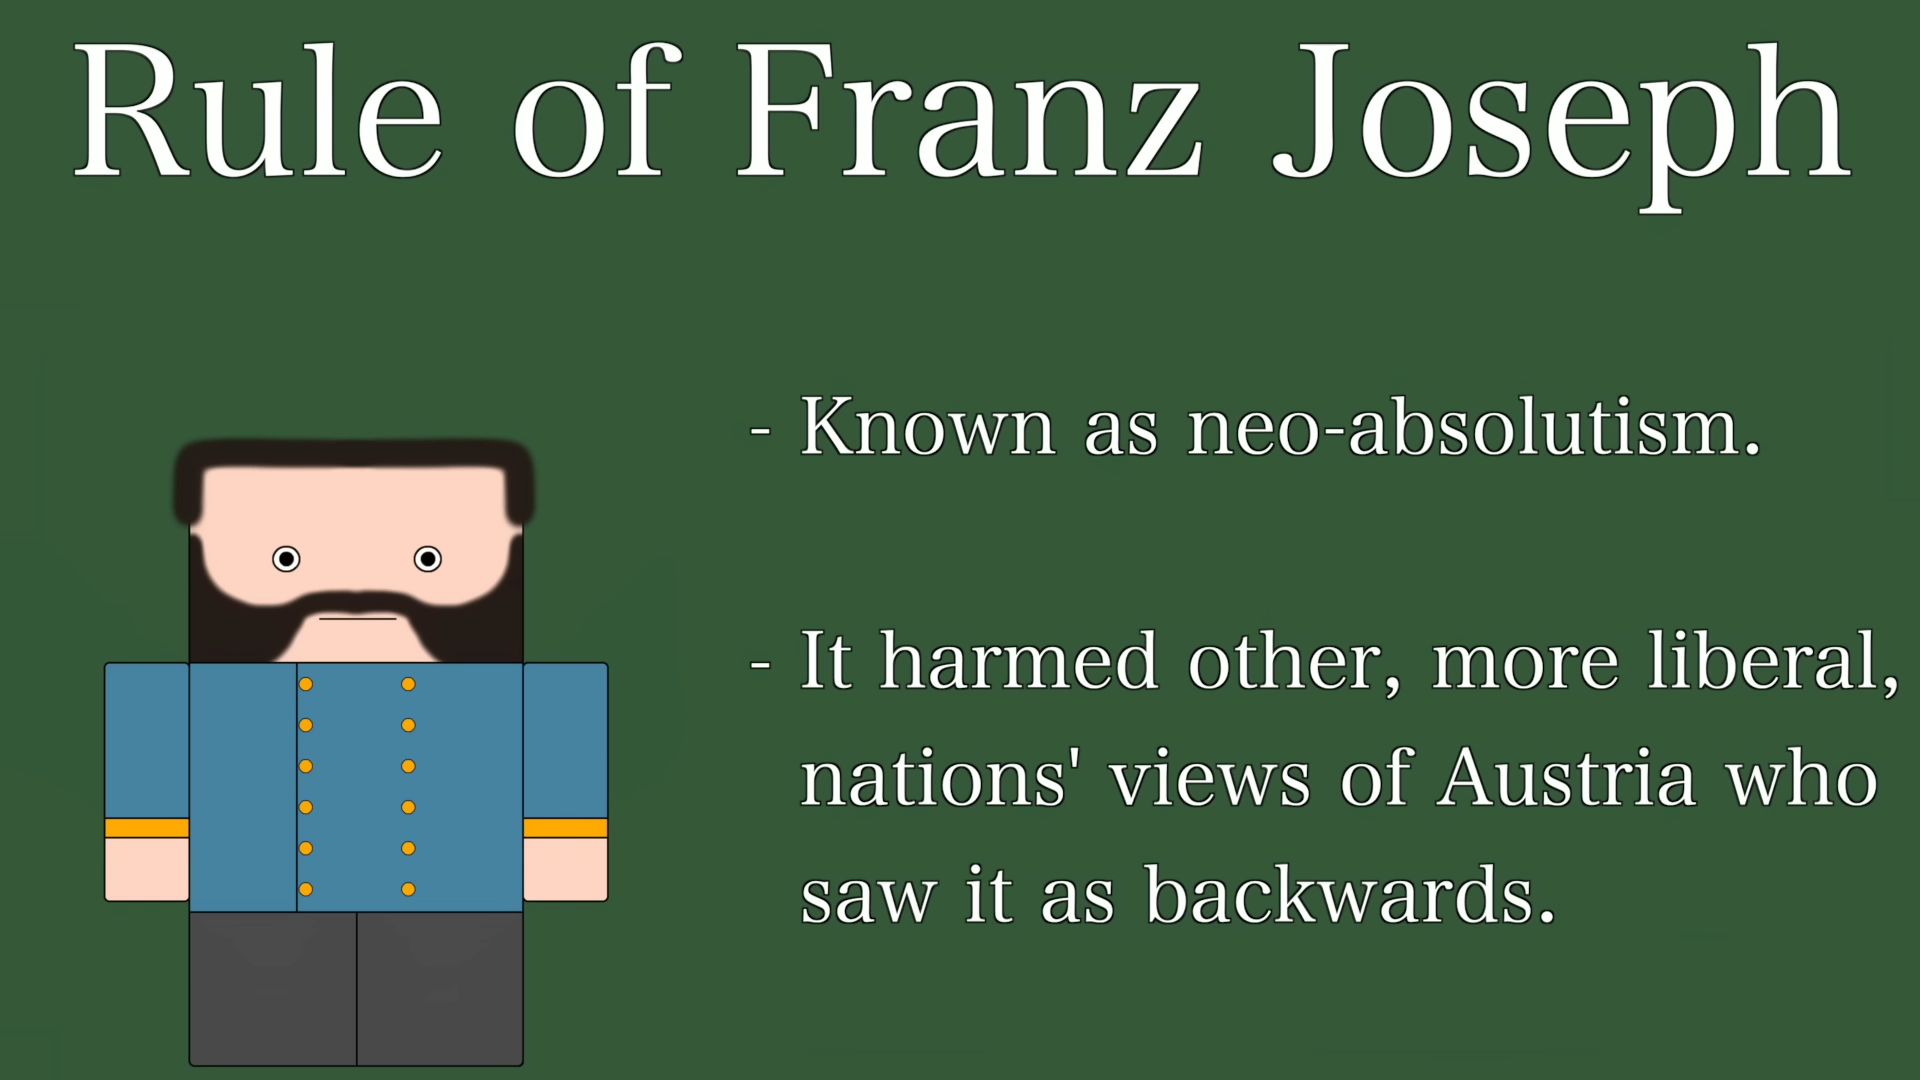 Rule of Franz Joseph
- Known as neo-absolutism.
- It harmed other, more liberal,
nations' views of Austria who
saw it as backwards.